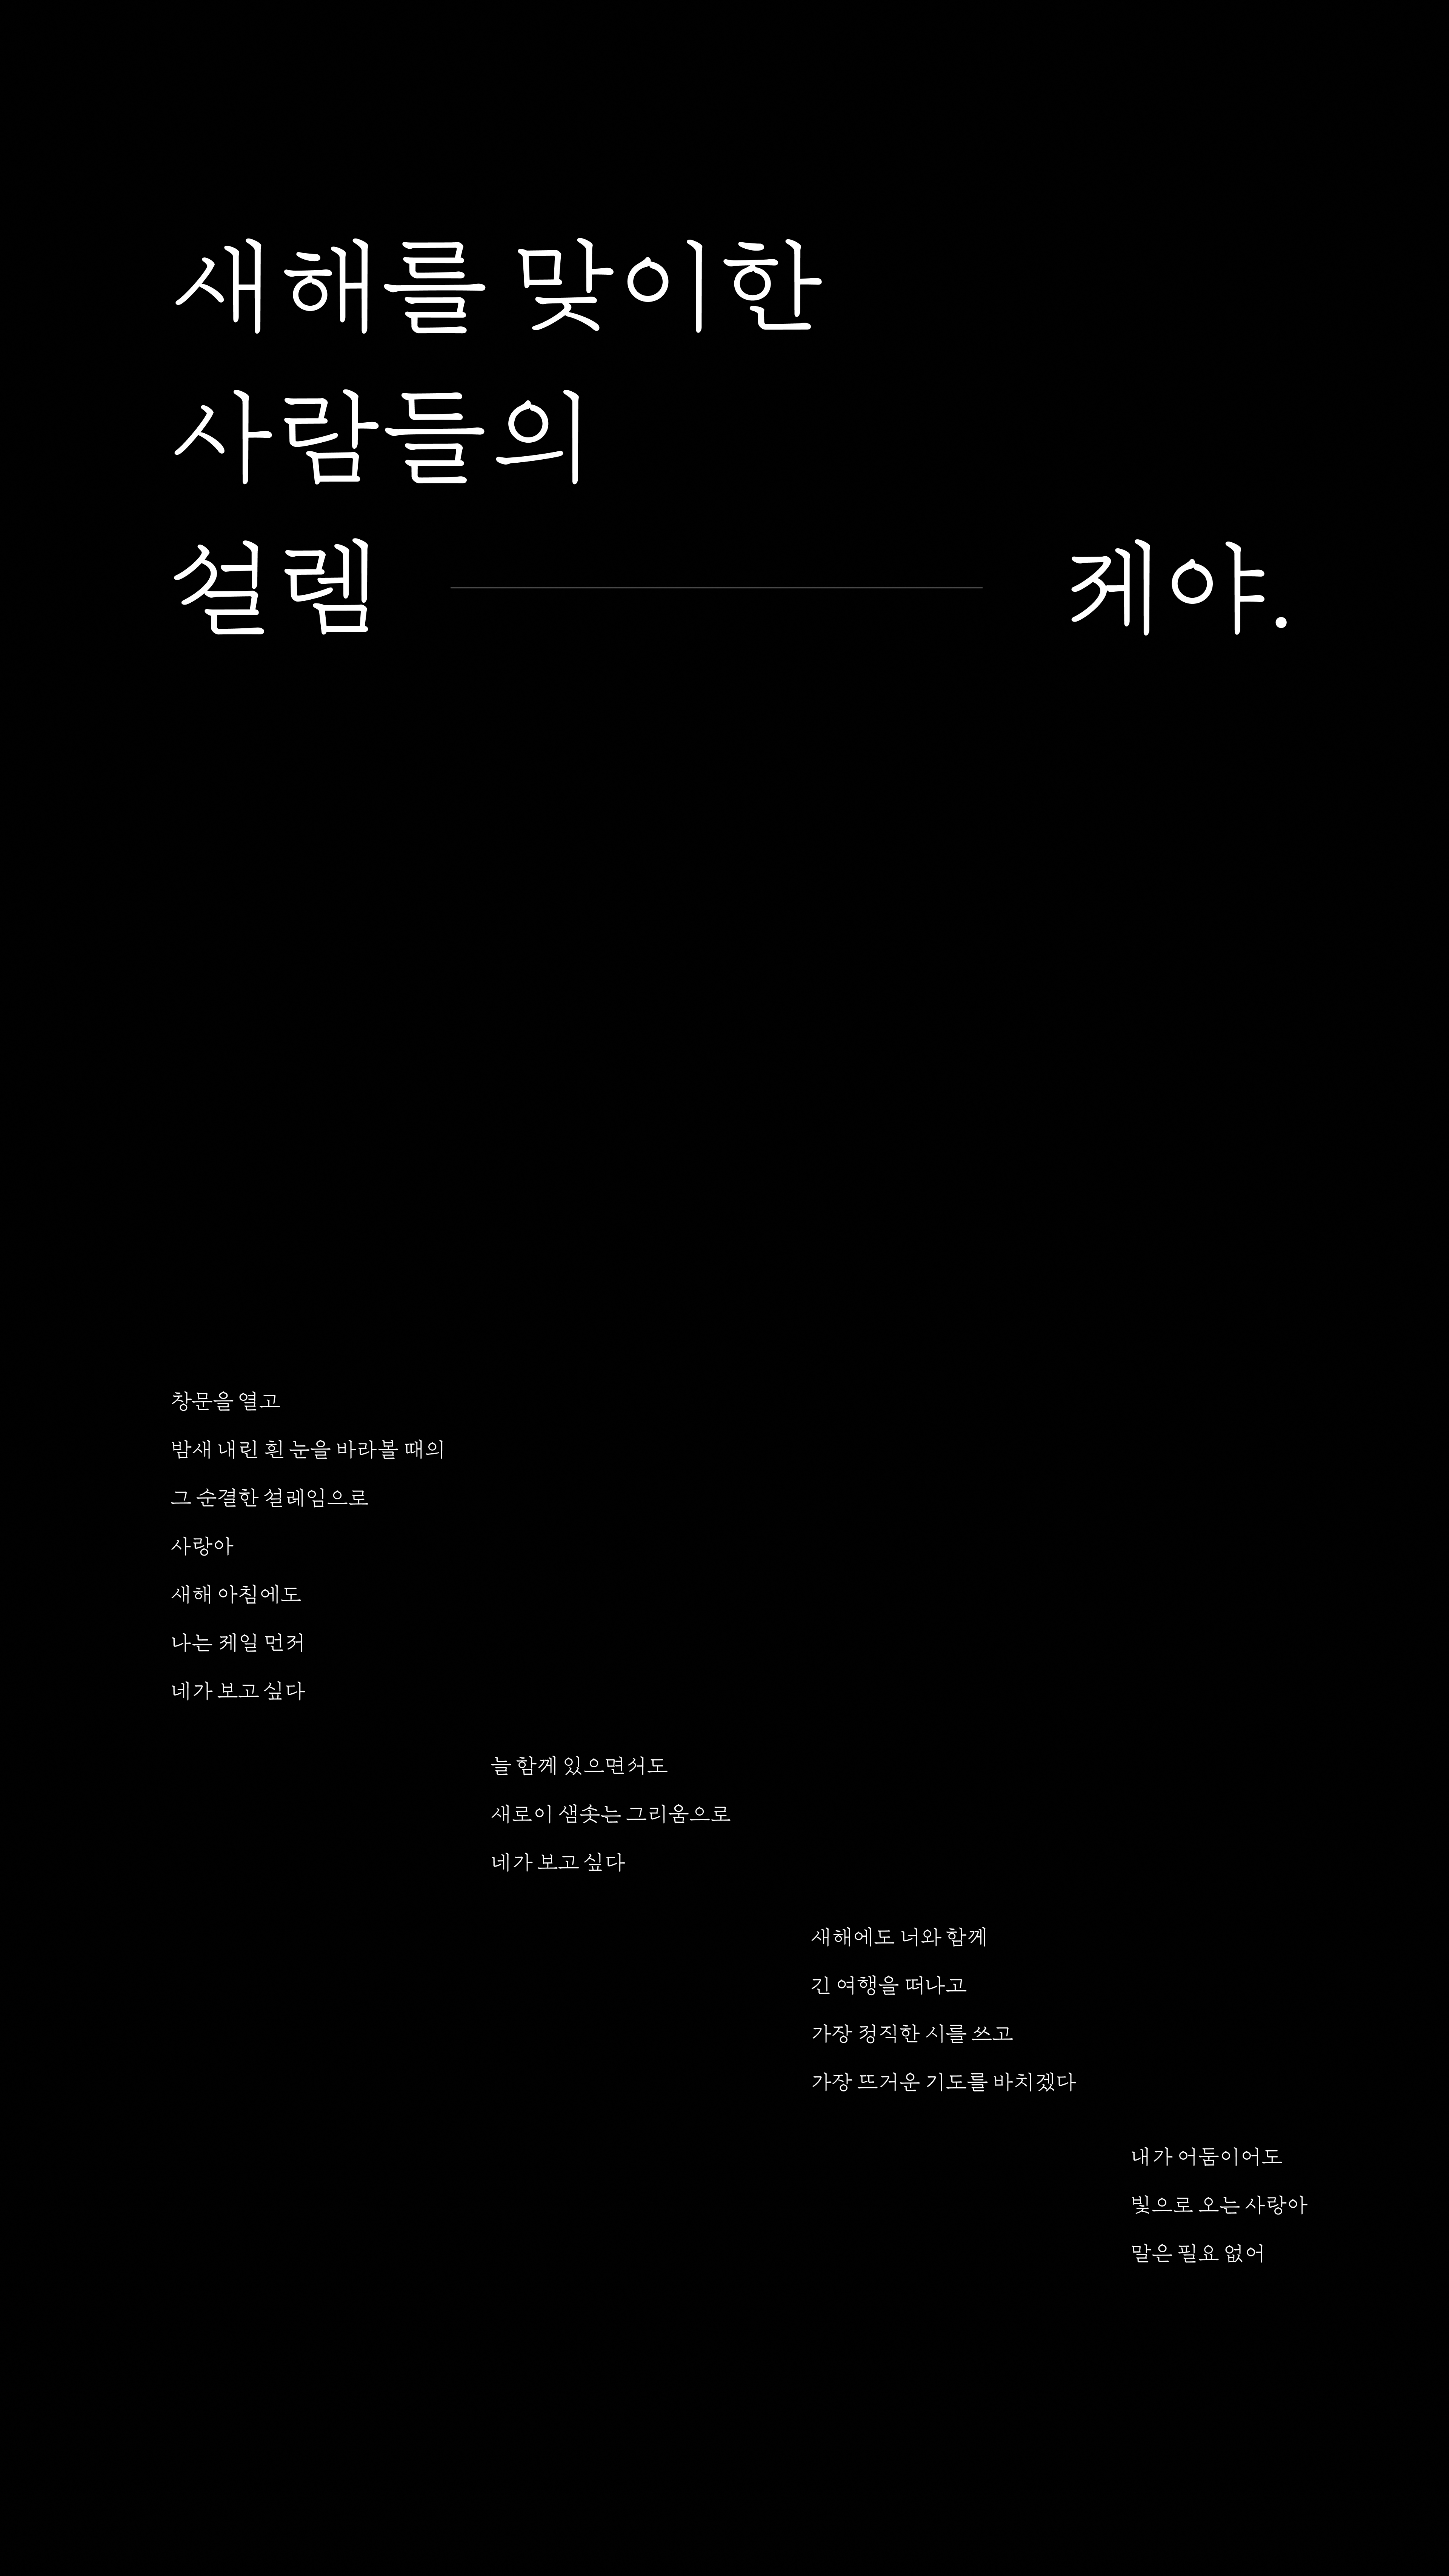 새해를 맞이한
사람들의
설렘 제야.
창문을 열고
밤새 내린 흰 눈을 바라볼 때의
그 순결한 설레임으로
사랑아
새해 아침에도
나는 제일 먼저
네가 보고 싶다
늘 함께 있으면서도
새로이 샘솟는 그리움으로
네가 보고 싶다
새해에도 너와 함께
긴 여행을 떠나고
가장 정직한 시를 쓰고
가장 뜨거운 기도를 바치겠다
내가 어둠이어도
빛으로 오는 사랑아
말은 필요 없어